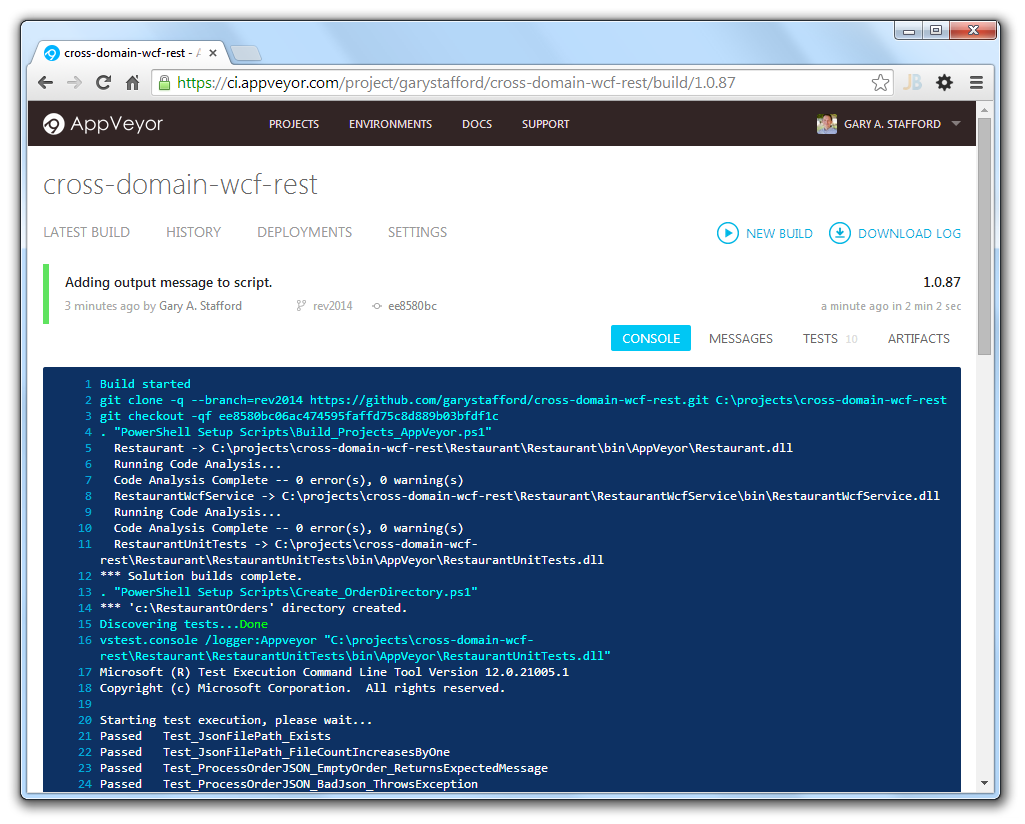 cross-domain-wcf-rest - A
https://ci.appveyor.com/project/garystafford/cross-domain-wcf-rest/build/1.0.87
JB
AppVeyor PROJECTS ENVIRONMENTS DOCS SUPPORT GARY A. STAFFORD
cross-domain-wcf-rest
LATEST BUILD HISTORY DEPLOYMENTS SETTINGS NEW BUILD DOWNLOAD LOG
Adding output message to script. 1.0.87
3 minutes ago by Gary A. Stafford rev2014 ee8580bc a minute ago in 2 min 2 sec
CONSOLE MESSAGES TESTS 10 ARTIFACTS
1 Build started
2 git clone -q --branch=rev2014 https://github.com/garystafford/cross-domain-wcf-rest.git C:\projects\cross-domain-wcf-rest
3 git checkout -qf ee8580bc06ac474595faffd75c8d889b03bfdf1c
4 . "PowerShell Setup Scripts\Build_Projects_AppVeyor.ps1"
5 Restaurant -> C:\projects\cross-domain-wcf-rest\Restaurant\Restaurant\bin\AppVeyor\Restaurant.dll
6 Running Code Analysis...
7 Code Analysis Complete -- 0 error(s), 0 warning(s)
8 RestaurantWcfService -> C:\projects\cross-domain-wcf-rest\Restaurant\RestaurantWcfService\bin\RestaurantWcfService.dll
9 Running Code Analysis...
10 Code Analysis Complete -- 0 error(s), 0 warning(s)
11 RestaurantUnitTests -> C:\projects\cross-domain-wcf-
rest\Restaurant\RestaurantUnitTests\bin\AppVeyor\RestaurantUnitTests.dll
12 *** Solution builds complete.
13 . "PowerShell Setup Scripts\Create_OrderDirectory.ps1"
14 *** 'c:\RestaurantOrders' directory created.
15 Discovering tests...Done
16 vstest.console /logger:Appveyor "C:\projects\cross-domain-wcf-
rest\Restaurant\RestaurantUnitTests\bin\AppVeyor\RestaurantUnitTests.dll"
17 Microsoft (R) Test Execution Command Line Tool Version 12.0.21005.1
18 Copyright (c) Microsoft Corporation.  All rights reserved.
19
20 Starting test execution, please wait...
21 Passed Test_JsonFilePath_Exists
22 Passed Test_JsonFilePath_FileCountIncreasesByOne
23 Passed Test_ProcessOrderJSON_EmptyOrder_ReturnsExpectedMessage
24 Passed Test_ProcessOrderJSON_BadJson_ThrowsException